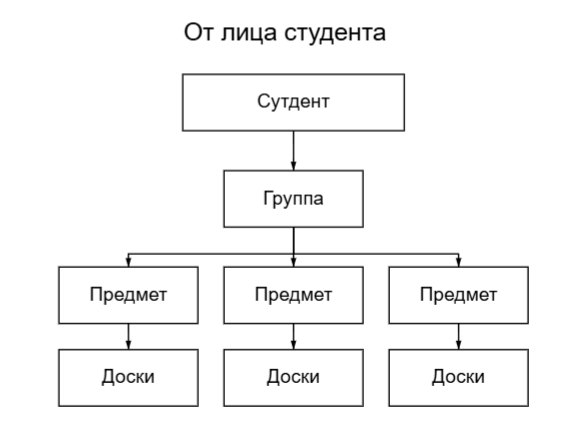 От лица студента
Сутдент
Группа
Предмет Предмет Предмет
Доски Доски Доски